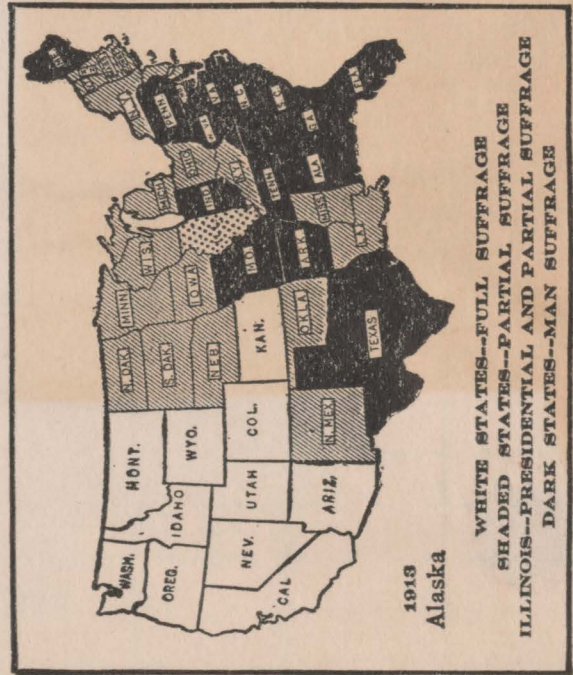 WASH.
MONT.
N. DAK.
MINN
WIS.
MICH
OREG.
IDAHO
WYO.
S. DAK.
IOWA
NEB.
NEV.
UTAH
COL.
KAN.
MO.
CAL
ARIZ.
N. MEX.
OKLA
ARK.
TENN
TEXAS
LA.
MISS
ALA
GA.
FLA.
S.C.
N.C.
VA.
W.VA
KY.
OHIO
IND.
PENN
N.Y.
1913
Alaska
WHITE STATES--FULL SUFFRAGE
SHADED STATES--PARTIAL SUFFRAGE
ILLINOIS--PRESIDENTIAL AND PARTIAL SUFFRAGE
DARK STATES--MAN SUFFRAGE